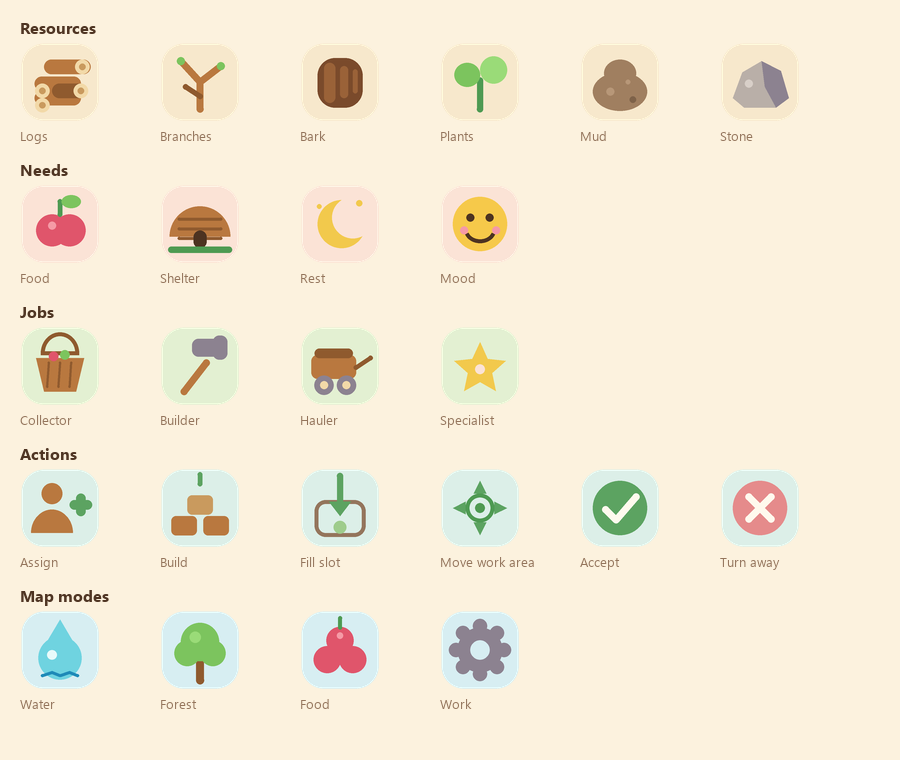 Resources
Logs
Branches
Bark
Plants
Mud
Stone
Needs
Food
Shelter
Rest
Mood
Jobs
Collector
Builder
Hauler
Specialist
Actions
Assign
Build
Fill slot
Move work area
Accept
Turn away
Map modes
Water
Forest
Food
Work